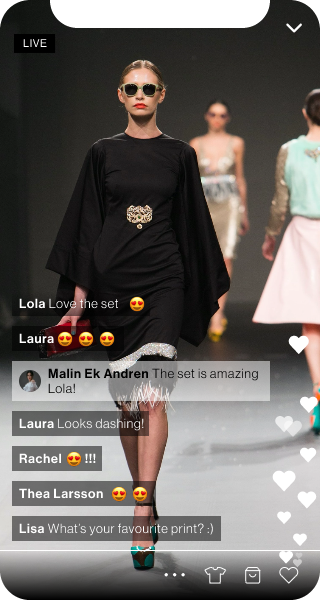 LIVE
Lola Love the set 😍
Laura 😍 😍 😍
Malin Ek Andren The set is amazing
Lola!
Laura Looks dashing!
Rachel 😍 !!!
Thea Larsson 😍 😍
Lisa What's your favourite print? :)